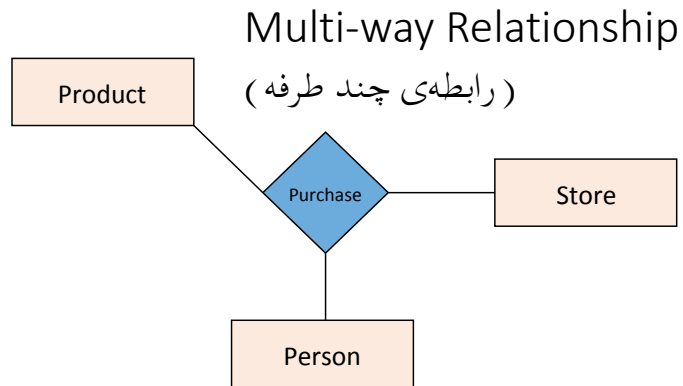 Multi-way Relationship
(رابطه‌ی چند طرفه)
Product
Purchase
Store
Person